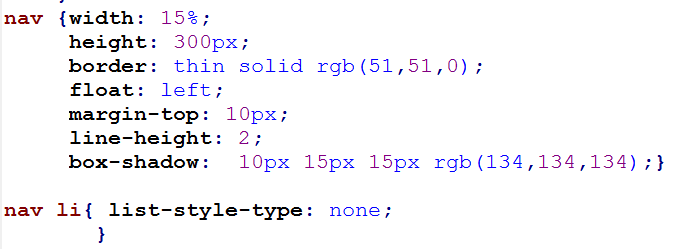 nav {width: 15%;
height: 300px;
border: thin solid rgb(51,51,0);
float: left;
margin-top: 10px;
line-height: 2;
box-shadow:  10px 15px 15px rgb(134,134,134);}
nav li{ list-style-type: none;
}